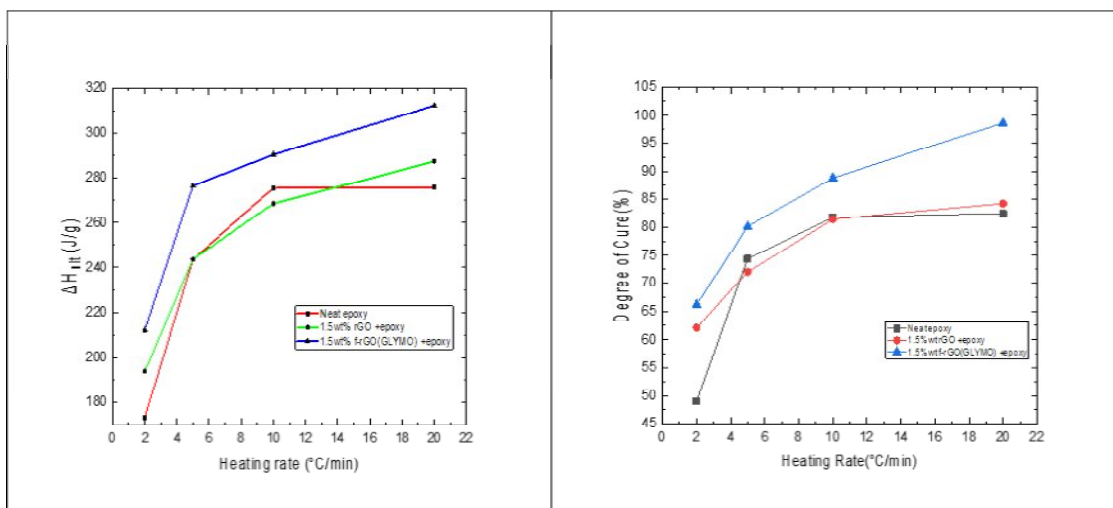 320
300
280
260
240
220
200
180
0 2 4 6 8 10 12 14 16 18 20 22
Heating rate (°C/min)
Neat epoxy
1.5wt% rGO +epoxy
1.5wt% f-rGO(GLYMO) +epoxy
105
100
95
90
85
80
75
70
65
60
55
50
45
Degree of Cure(%)
0 2 4 6 8 10 12 14 16 18 20 22
Heating Rate(°C/min)
Neat epoxy
1.5%wtrGO +epoxy
1.5%wtf-rGO(GLYMO) +epoxy